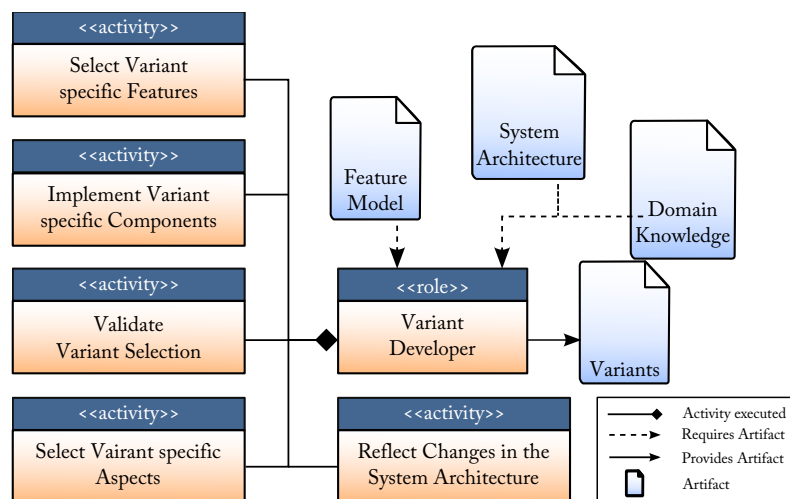 <<activity>>
Select Variant
specific Features
<<activity>>
Implement Variant
specific Components
<<activity>>
Validate
Variant Selection
<<activity>>
Select Vairant specific
Aspects
Feature
Model
System
Architecture
Domain
Knowledge
<<role>>
Variant
Developer
Variants
<<activity>>
Reflect Changes in the
System Architecture
Activity executed
Requires Artifact
Provides Artifact
Artifact